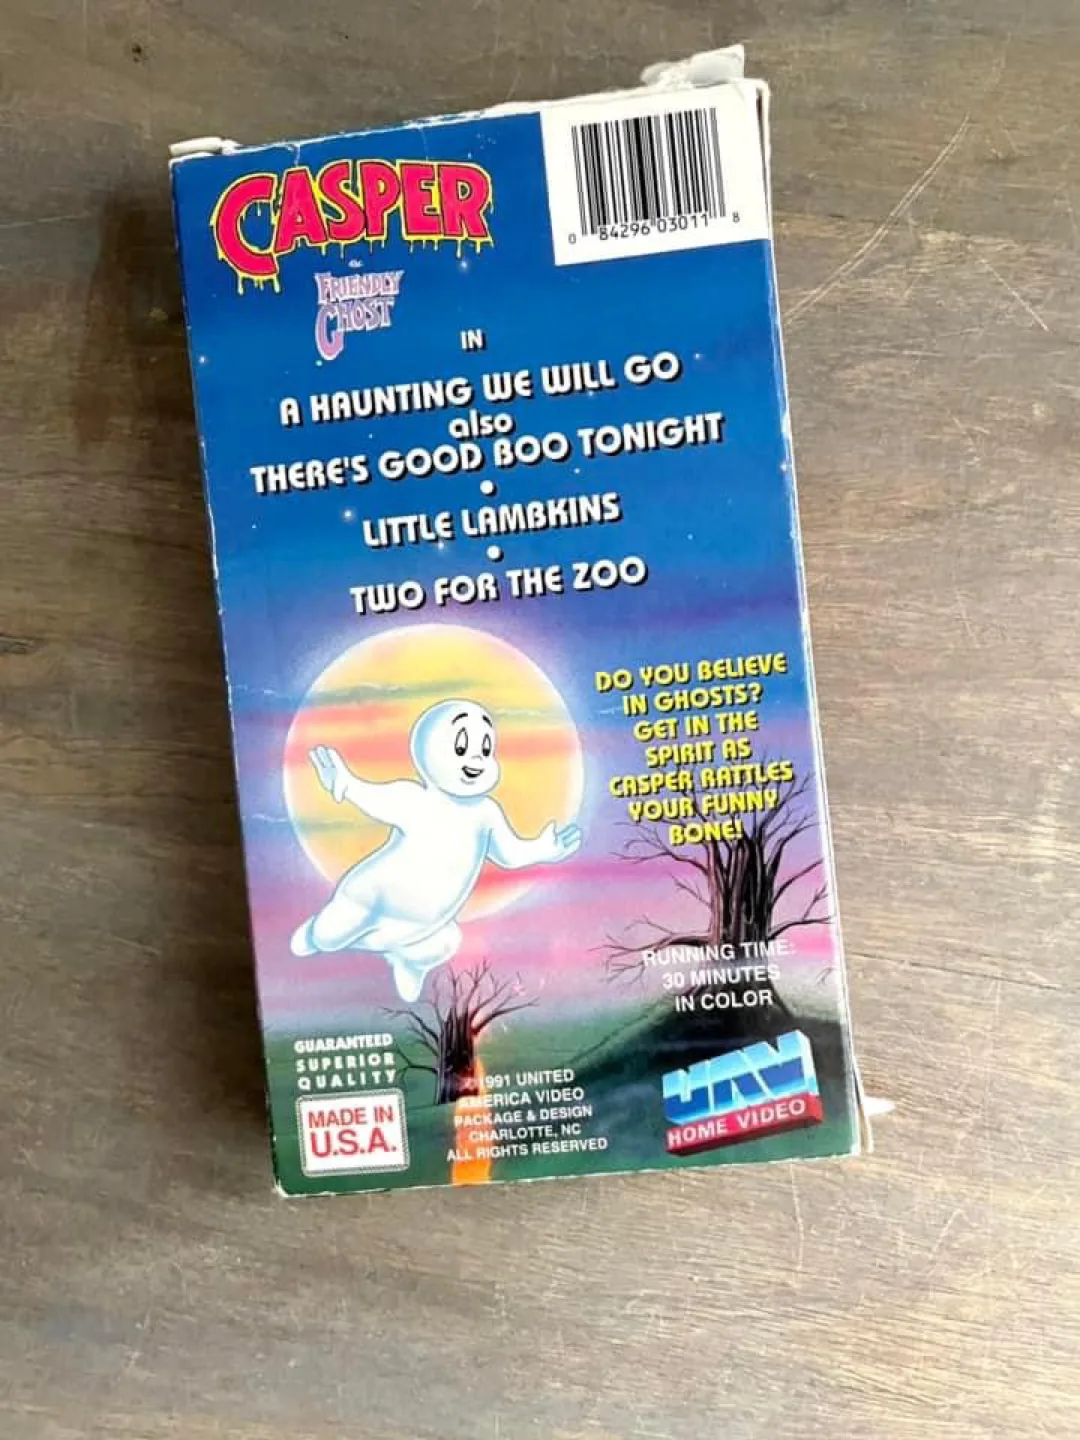 CASPER
the
FRIENDLY
GHOST
0 84296 03011 8
IN
A HAUNTING WE WILL GO
also
THERE'S GOOD BOO TONIGHT
•
LITTLE LAMBKINS
•
TWO FOR THE ZOO
DO YOU BELIEVE
IN GHOSTS?
GET IN THE
SPIRIT AS
CASPER RATTLES
YOUR FUNNY
BONE!
RUNNING TIME:
30 MINUTES
IN COLOR
GUARANTEED
SUPERIOR
QUALITY
MADE IN
U.S.A.
©1991 UNITED
AMERICA VIDEO
PACKAGE & DESIGN
CHARLOTTE, NC
ALL RIGHTS RESERVED
UAV
HOME VIDEO